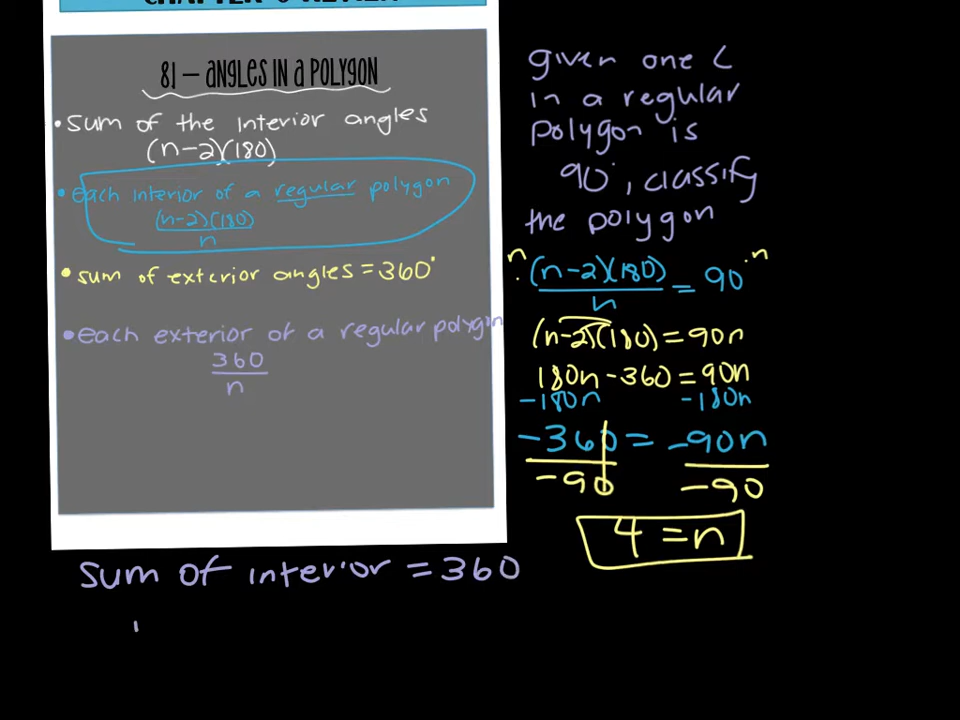 81 – ANGLES IN A POLYGON
• sum of the interior angles
(n-2)(180)
• each interior of a regular polygon
(n-2)(180)
n
• sum of exterior angles = 360°
• each exterior of a regular polygon
360
n
given one ∠
in a regular
polygon is
90°, classify
the polygon
n · (n-2)(180) = 90 · n
n
(n-2)(180) = 90n
180n - 360 = 90n
-180n -180n
-360 = -90n
-90 -90
4 = n
sum of interior = 360